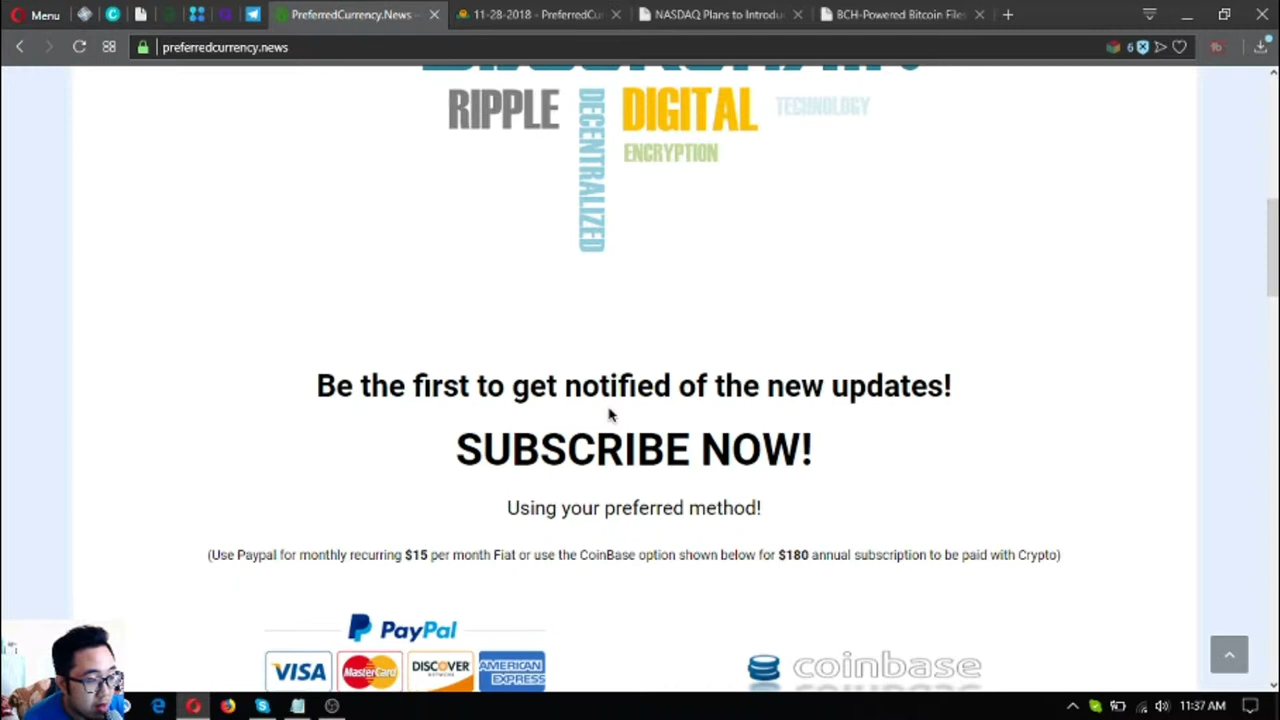 Menu
PreferredCurrency.News
11-28-2018 - PreferredCu
NASDAQ Plans to Introdu
BCH-Powered Bitcoin Files
preferredcurrency.news
6
RIPPLE
DECENTRALIZED
DIGITAL
TECHNOLOGY
ENCRYPTION
Be the first to get notified of the new updates!
SUBSCRIBE NOW!
Using your preferred method!
(Use Paypal for monthly recurring $15 per month Fiat or use the CoinBase option shown below for $180 annual subscription to be paid with Crypto)
PayPal
VISA
MasterCard
DISCOVER
NETWORK
AMERICAN
EXPRESS
coinbase
11:37 AM